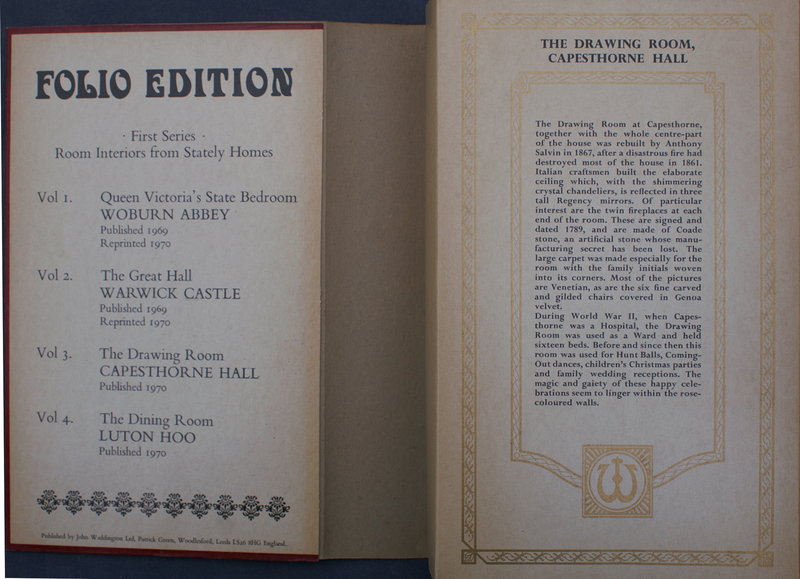 FOLIO EDITION
· First Series ·
Room Interiors from Stately Homes
Vol 1. Queen Victoria's State Bedroom
WOBURN ABBEY
Published 1969
Reprinted 1970
Vol 2. The Great Hall
WARWICK CASTLE
Published 1969
Reprinted 1970
Vol 3. The Drawing Room
CAPESTHORNE HALL
Published 1970
Vol 4. The Dining Room
LUTON HOO
Published 1970
Published by John Waddington Ltd, Patrick Green, Woodlesford, Leeds LS26 8HG England.
THE DRAWING ROOM,
CAPESTHORNE HALL
The Drawing Room at Capesthorne,
together with the whole centre-part
of the house was rebuilt by Anthony
Salvin in 1867, after a disastrous fire had
destroyed most of the house in 1861.
Italian craftsmen built the elaborate
ceiling which, with the shimmering
crystal chandeliers, is reflected in three
tall Regency mirrors. Of particular
interest are the twin fireplaces at each
end of the room. These are signed and
dated 1789, and are made of Coade
stone, an artificial stone whose manu-
facturing secret has been lost. The
large carpet was made especially for the
room with the family initials woven
into its corners. Most of the pictures
are Venetian, as are the six fine carved
and gilded chairs covered in Genoa
velvet.
During World War II, when Capes-
thorne was a Hospital, the Drawing
Room was used as a Ward and held
sixteen beds. Before and since then this
room was used for Hunt Balls, Coming-
Out dances, children's Christmas parties
and family wedding receptions. The
magic and gaiety of these happy cele-
brations seem to linger within the rose-
coloured walls.
W